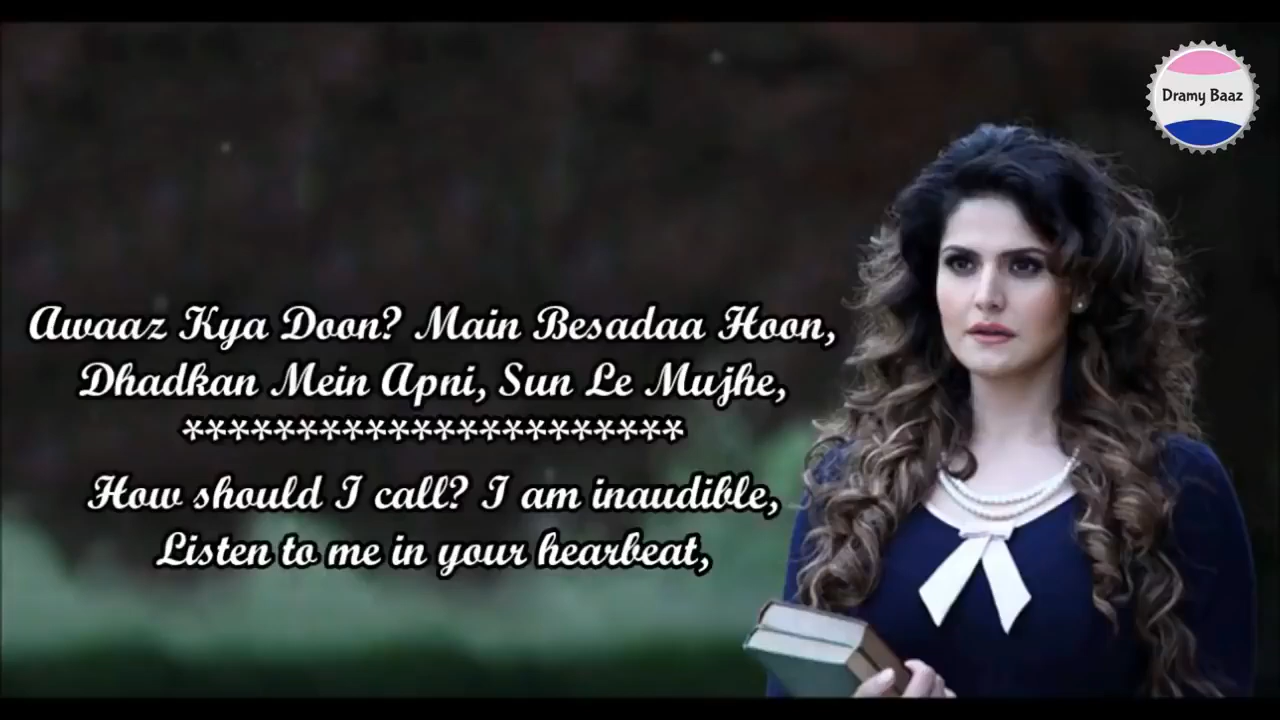 Dramy Baaz
Awaaz Kya Doon? Main Besadaa Hoon,
Dhadkan Mein Apni, Sun Le Mujhe,
**********************
How should I call? I am inaudible,
Listen to me in your hearbeat,